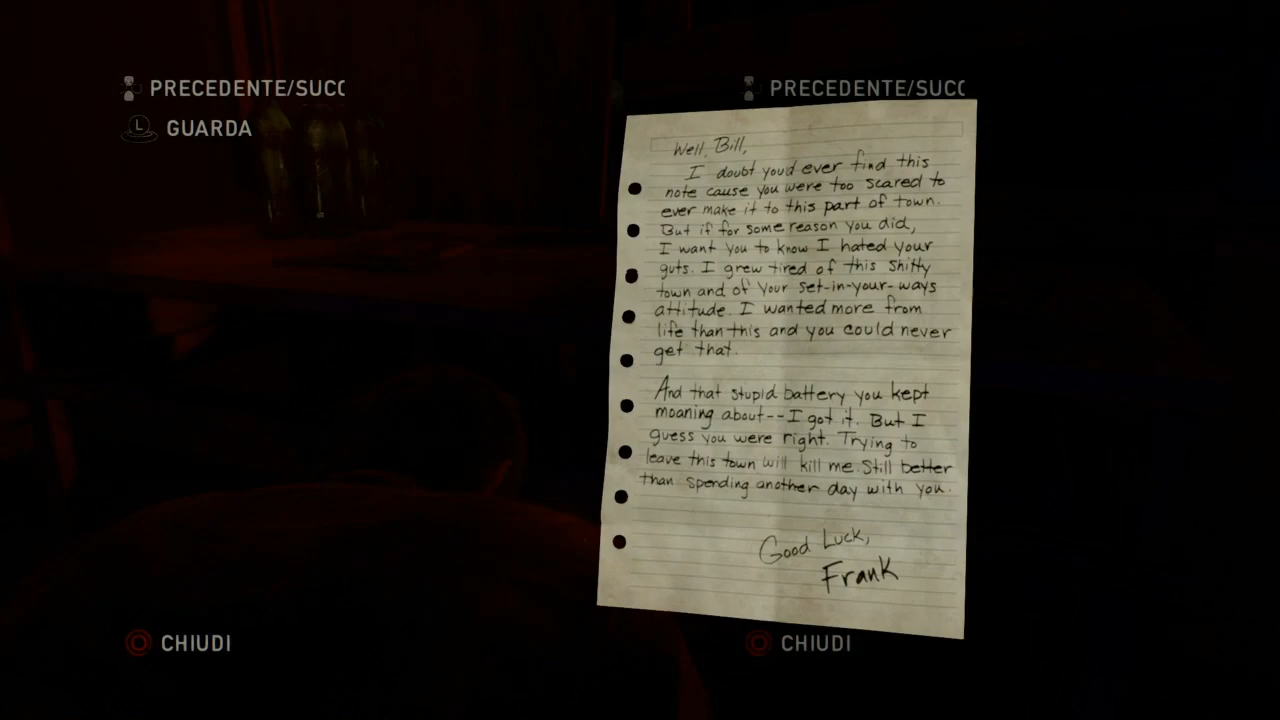 PRECEDENTE/SUCC
PRECEDENTE/SUCC
L GUARDA
Well, Bill,
I doubt youd ever find this
note cause you were too scared to
ever make it to this part of town.
But if for some reason you did,
I want you to know I hated your
guts. I grew tired of this shitty
town and of your set-in-your-ways
attitude. I wanted more from
life than this and you could never
get that.
And that stupid battery you kept
moaning about--I got it. But I
guess you were right. Trying to
leave this town will kill me. Still better
than spending another day with you.
Good Luck,
Frank
CHIUDI
CHIUDI